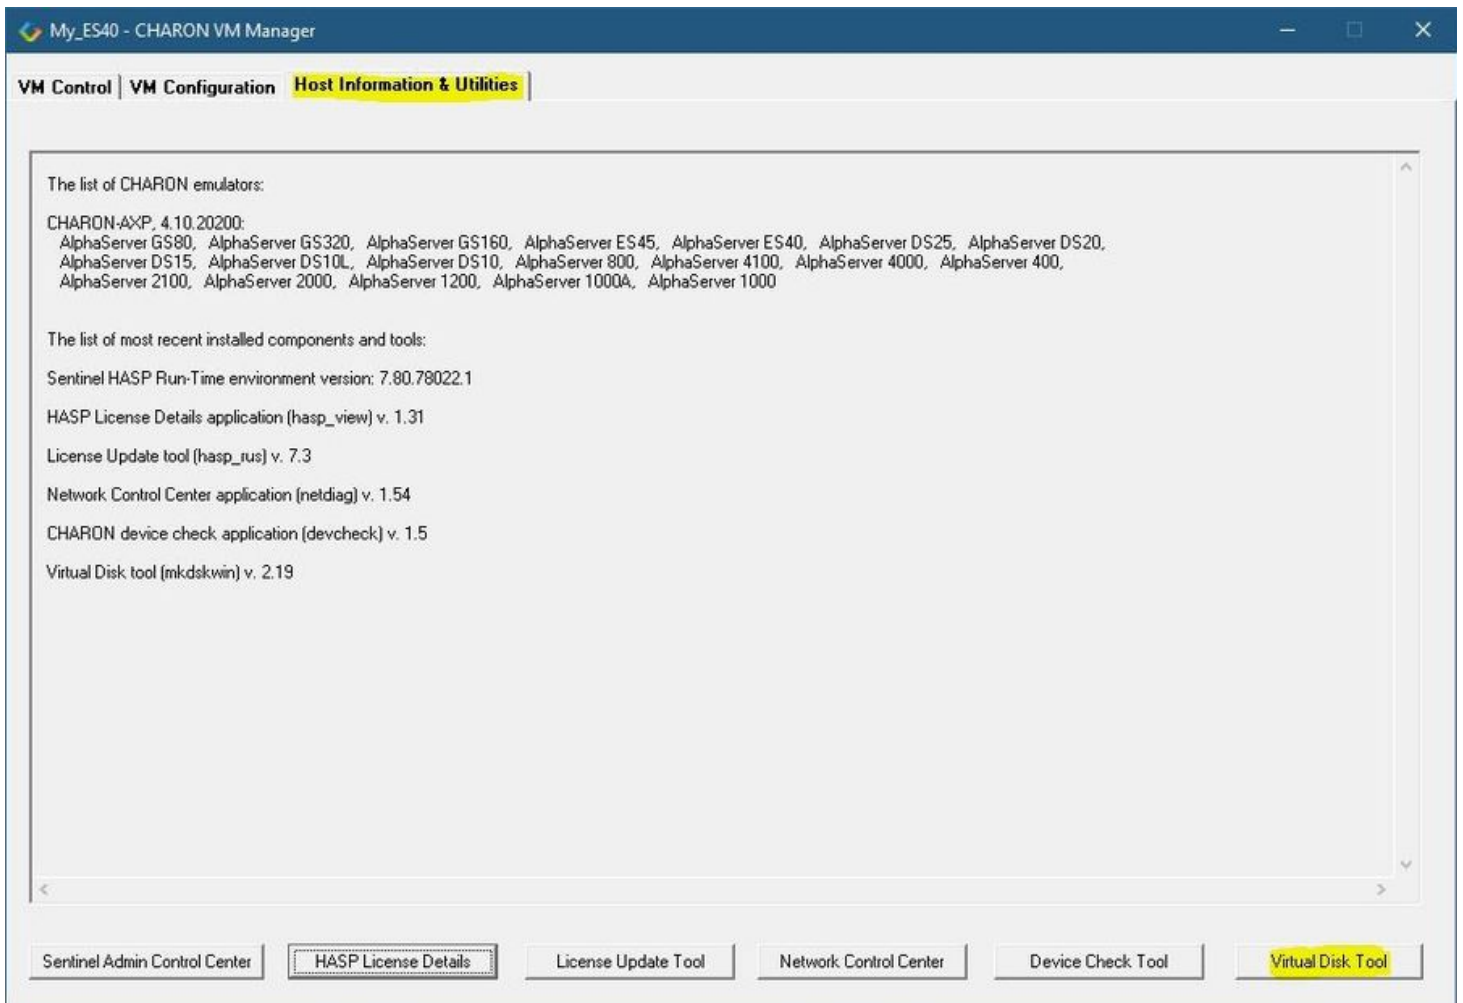 My_ES40 - CHARON VM Manager
VM Control VM Configuration Host Information & Utilities
The list of CHARON emulators:
CHARON-AXP, 4.10.20200:
AlphaServer GS80, AlphaServer GS320, AlphaServer GS160, AlphaServer ES45, AlphaServer ES40, AlphaServer DS25, AlphaServer DS20,
AlphaServer DS15, AlphaServer DS10L, AlphaServer DS10, AlphaServer 800, AlphaServer 4100, AlphaServer 4000, AlphaServer 400,
AlphaServer 2100, AlphaServer 2000, AlphaServer 1200, AlphaServer 1000A, AlphaServer 1000
The list of most recent installed components and tools:
Sentinel HASP Run-Time environment version: 7.80.78022.1
HASP License Details application (hasp_view) v. 1.31
License Update tool (hasp_rus) v. 7.3
Network Control Center application (netdiag) v. 1.54
CHARON device check application (devcheck) v. 1.5
Virtual Disk tool (mkdskwin) v. 2.19
Sentinel Admin Control Center HASP License Details License Update Tool Network Control Center Device Check Tool Virtual Disk Tool